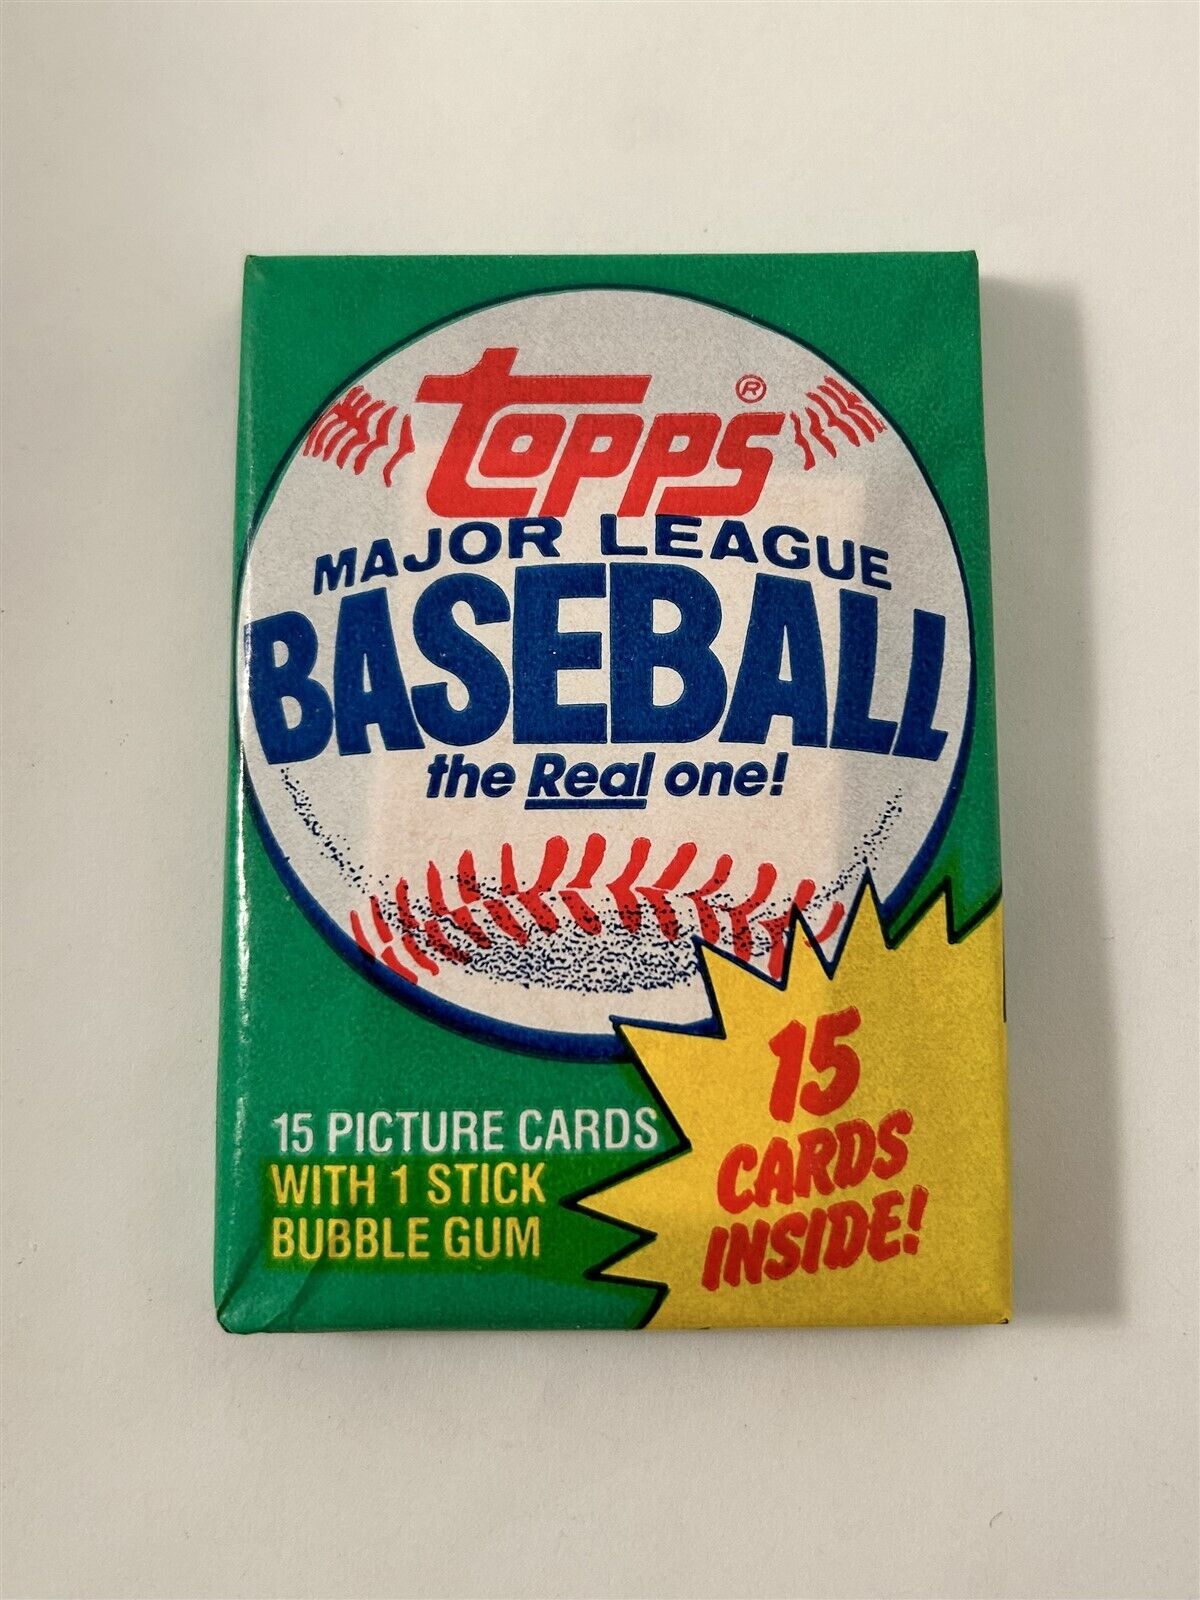 Topps®
MAJOR LEAGUE
BASEBALL
the Real one!
15
CARDS
INSIDE!
15 PICTURE CARDS
WITH 1 STICK
BUBBLE GUM